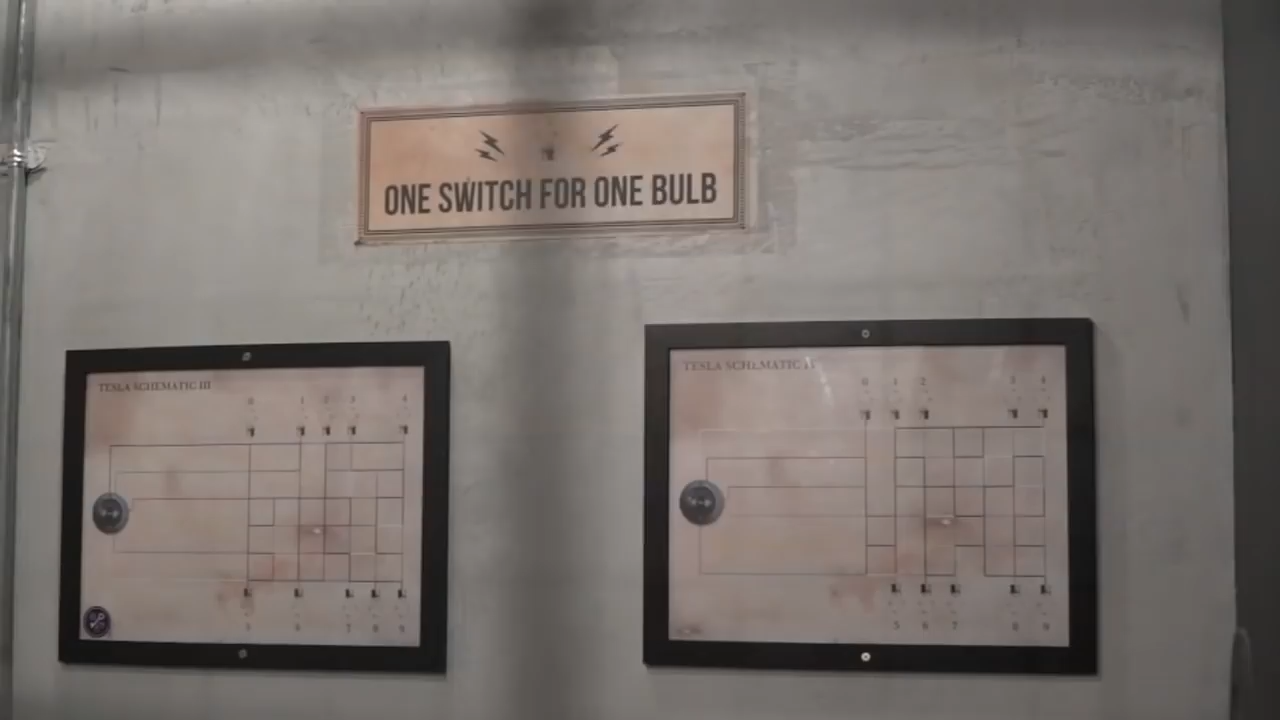 ONE SWITCH FOR ONE BULB
TESLA SCHEMATIC III
0 1 2 3 4
5 6 7 8 9
TESLA SCHEMATIC
0 1 2 3 4
5 6 7 8 9